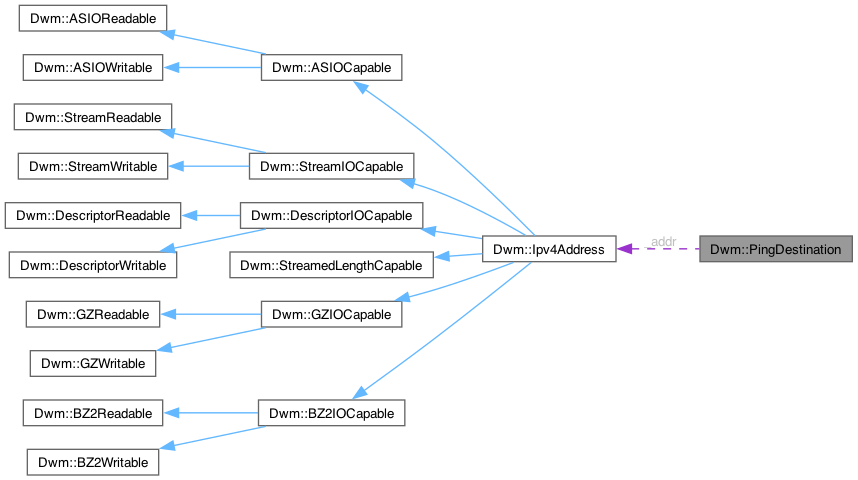 Dwm::ASIOReadable
Dwm::ASIOWritable
Dwm::ASIOCapable
Dwm::StreamReadable
Dwm::StreamWritable
Dwm::StreamIOCapable
Dwm::DescriptorReadable
Dwm::DescriptorIOCapable
Dwm::DescriptorWritable
Dwm::StreamedLengthCapable
Dwm::Ipv4Address
_addr
Dwm::PingDestination
Dwm::GZReadable
Dwm::GZIOCapable
Dwm::GZWritable
Dwm::BZ2Readable
Dwm::BZ2IOCapable
Dwm::BZ2Writable